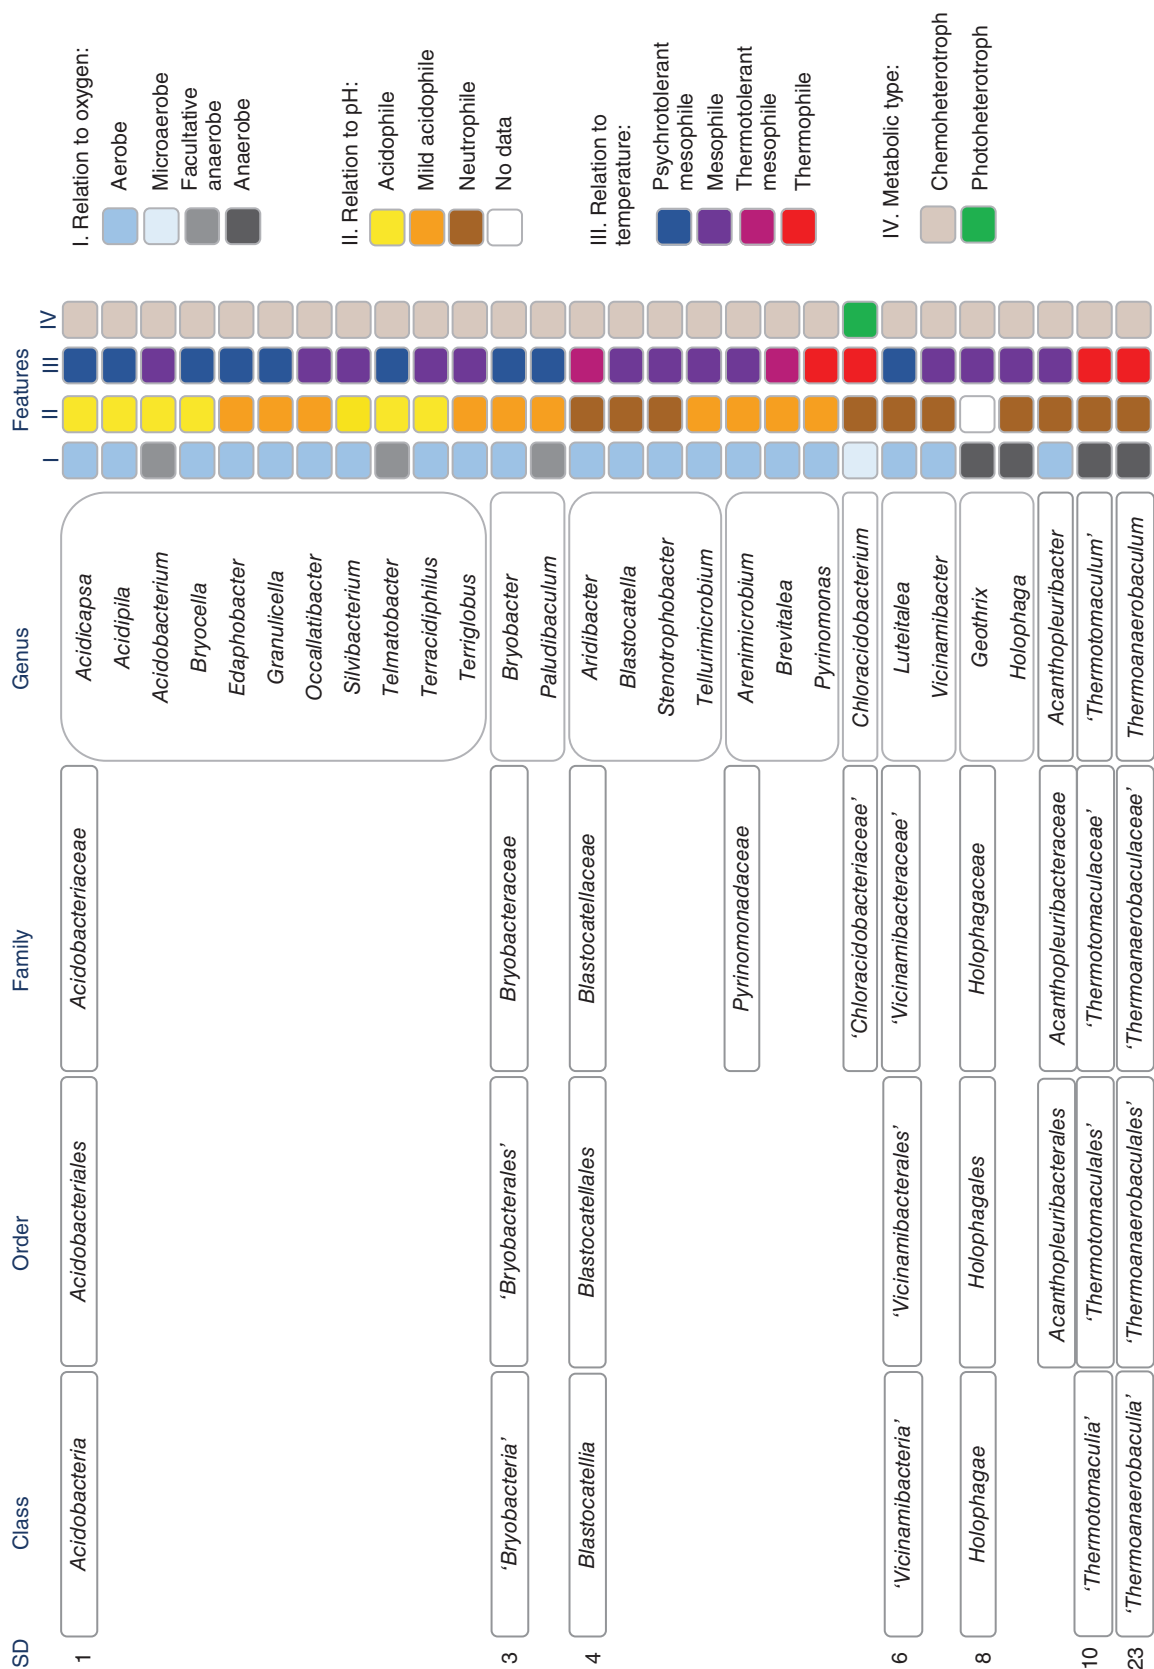 SD Class Order Family Genus Features
I II III IV
1 Acidobacteria Acidobacteriales Acidobacteriaceae Acidicapsa
Acidipila
Acidobacterium
Bryocella
Edaphobacter
Granulicella
Occallatibacter
Silvibacterium
Telmatobacter
Terracidiphilus
Terriglobus
3 ‘Bryobacteria’ ‘Bryobacterales’ Bryobacteraceae Bryobacter
Paludibaculum
4 Blastocatellia Blastocatellales Blastocatellaceae Aridibacter
Blastocatella
Stenotrophobacter
Tellurimicrobium
Pyrinomonadaceae Arenimicrobium
Brevitalea
Pyrinomonas
‘Chloracidobacteriaceae’ Chloracidobacterium
6 ‘Vicinamibacteria’ ‘Vicinamibacterales’ ‘Vicinamibacteraceae’ Luteitalea
Vicinamibacter
8 Holophagae Holophagales Holophagaceae Geothrix
Holophaga
Acanthopleuribacterales Acanthopleuribacteraceae Acanthopleuribacter
10 ‘Thermotomaculia’ ‘Thermotomaculales’ ‘Thermotomaculaceae’ ‘Thermotomaculum’
23 ‘Thermoanaerobaculia’ ‘Thermoanaerobaculales’ ‘Thermoanaerobaculaceae’ Thermoanaerobaculum
I. Relation to oxygen:
Aerobe
Microaerobe
Facultative
anaerobe
Anaerobe
II. Relation to pH:
Acidophile
Mild acidophile
Neutrophile
No data
III. Relation to
temperature:
Psychrotolerant
mesophile
Mesophile
Thermotolerant
mesophile
Thermophile
IV. Metabolic type:
Chemoheterotroph
Photoheterotroph